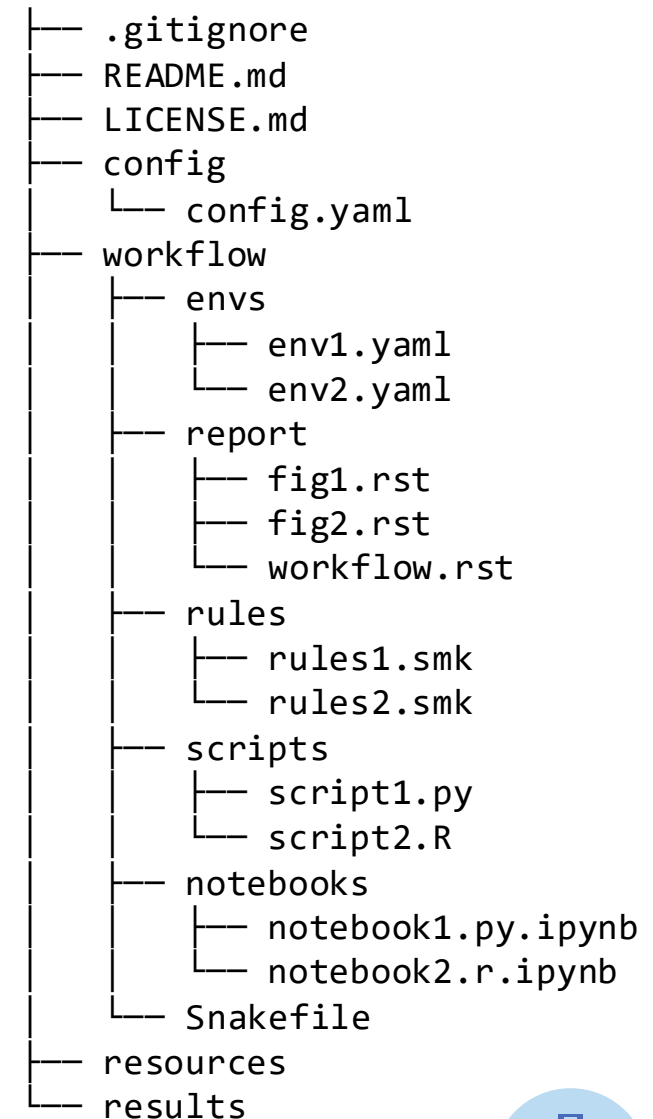 ├── .gitignore
├── README.md
├── LICENSE.md
├── config
│   └── config.yaml
├── workflow
│   ├── envs
│   │   ├── env1.yaml
│   │   └── env2.yaml
│   ├── report
│   │   ├── fig1.rst
│   │   ├── fig2.rst
│   │   └── workflow.rst
│   ├── rules
│   │   ├── rules1.smk
│   │   └── rules2.smk
│   ├── scripts
│   │   ├── script1.py
│   │   └── script2.R
│   ├── notebooks
│   │   ├── notebook1.py.ipynb
│   │   └── notebook2.r.ipynb
│   └── Snakefile
├── resources
└── results